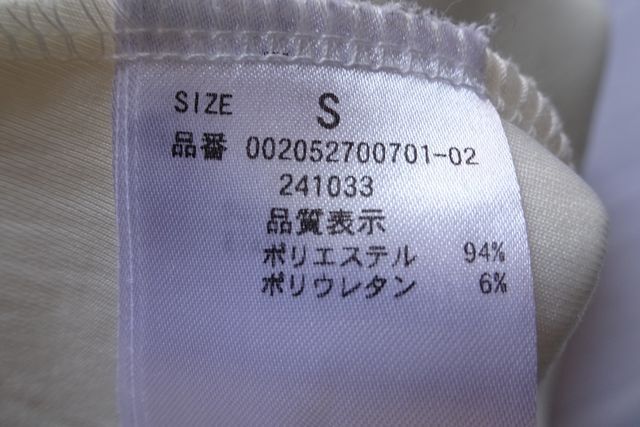 SIZE S
品番 002052700701-02
241033
品質表示
ポリエステル 94%
ポリウレタン 6%